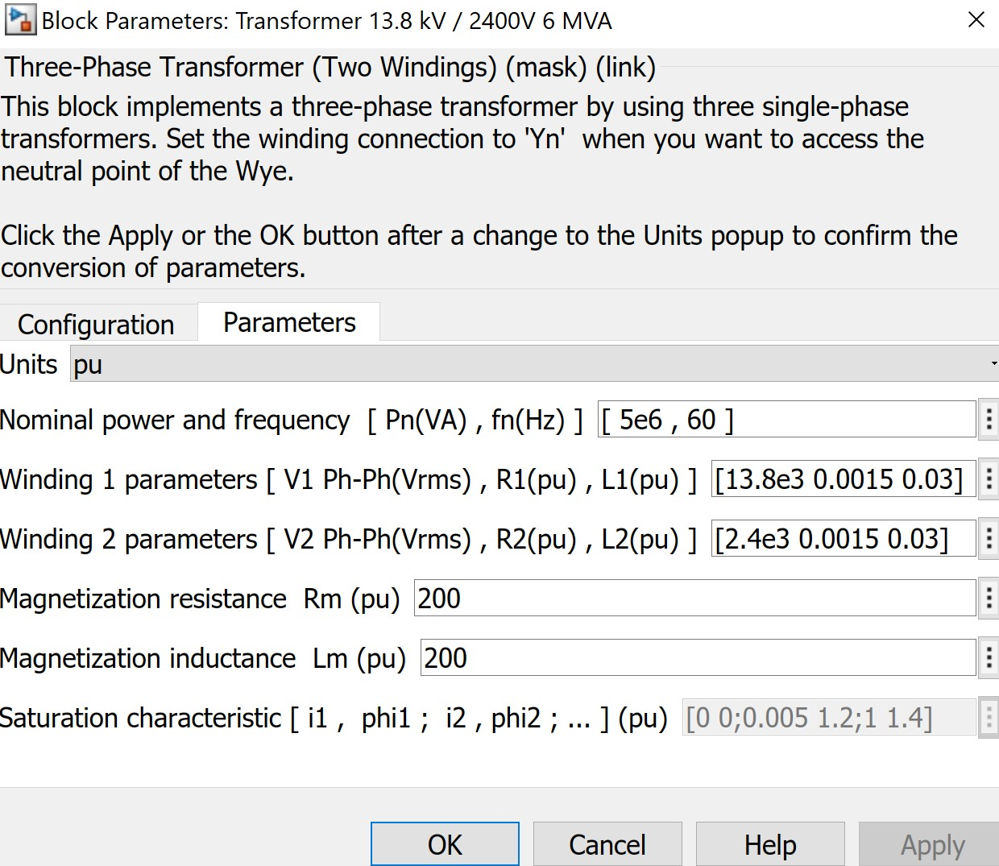 Block Parameters: Transformer 13.8 kV / 2400V 6 MVA
Three-Phase Transformer (Two Windings) (mask) (link)
This block implements a three-phase transformer by using three single-phase
transformers. Set the winding connection to 'Yn'  when you want to access the
neutral point of the Wye.
Click the Apply or the OK button after a change to the Units popup to confirm the
conversion of parameters.
Configuration Parameters
Units pu
Nominal power and frequency  [ Pn(VA) , fn(Hz) ] [ 5e6 , 60 ]
Winding 1 parameters [ V1 Ph-Ph(Vrms) , R1(pu) , L1(pu) ] [13.8e3 0.0015 0.03]
Winding 2 parameters [ V2 Ph-Ph(Vrms) , R2(pu) , L2(pu) ] [2.4e3 0.0015 0.03]
Magnetization resistance  Rm (pu) 200
Magnetization inductance  Lm (pu) 200
Saturation characteristic [ i1 ,  phi1 ;  i2 , phi2 ; ... ] (pu) [0 0;0.005 1.2;1 1.4]
OK Cancel Help Apply